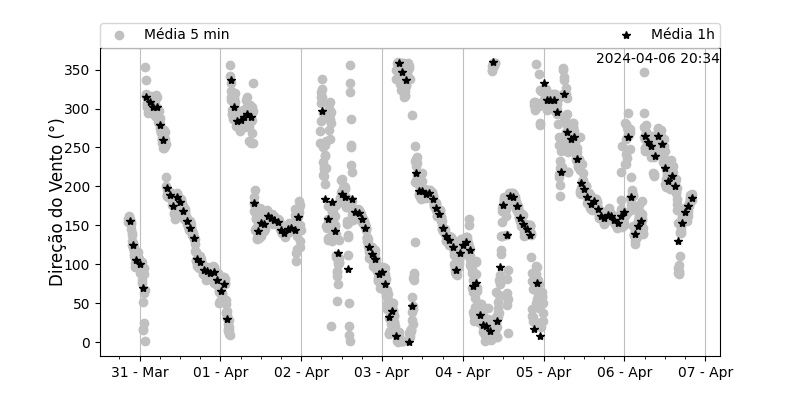 Média 5 min
Média 1h
2024-04-06 20:34
Direção do Vento (°)
350
300
250
200
150
100
50
0
31 - Mar
01 - Apr
02 - Apr
03 - Apr
04 - Apr
05 - Apr
06 - Apr
07 - Apr